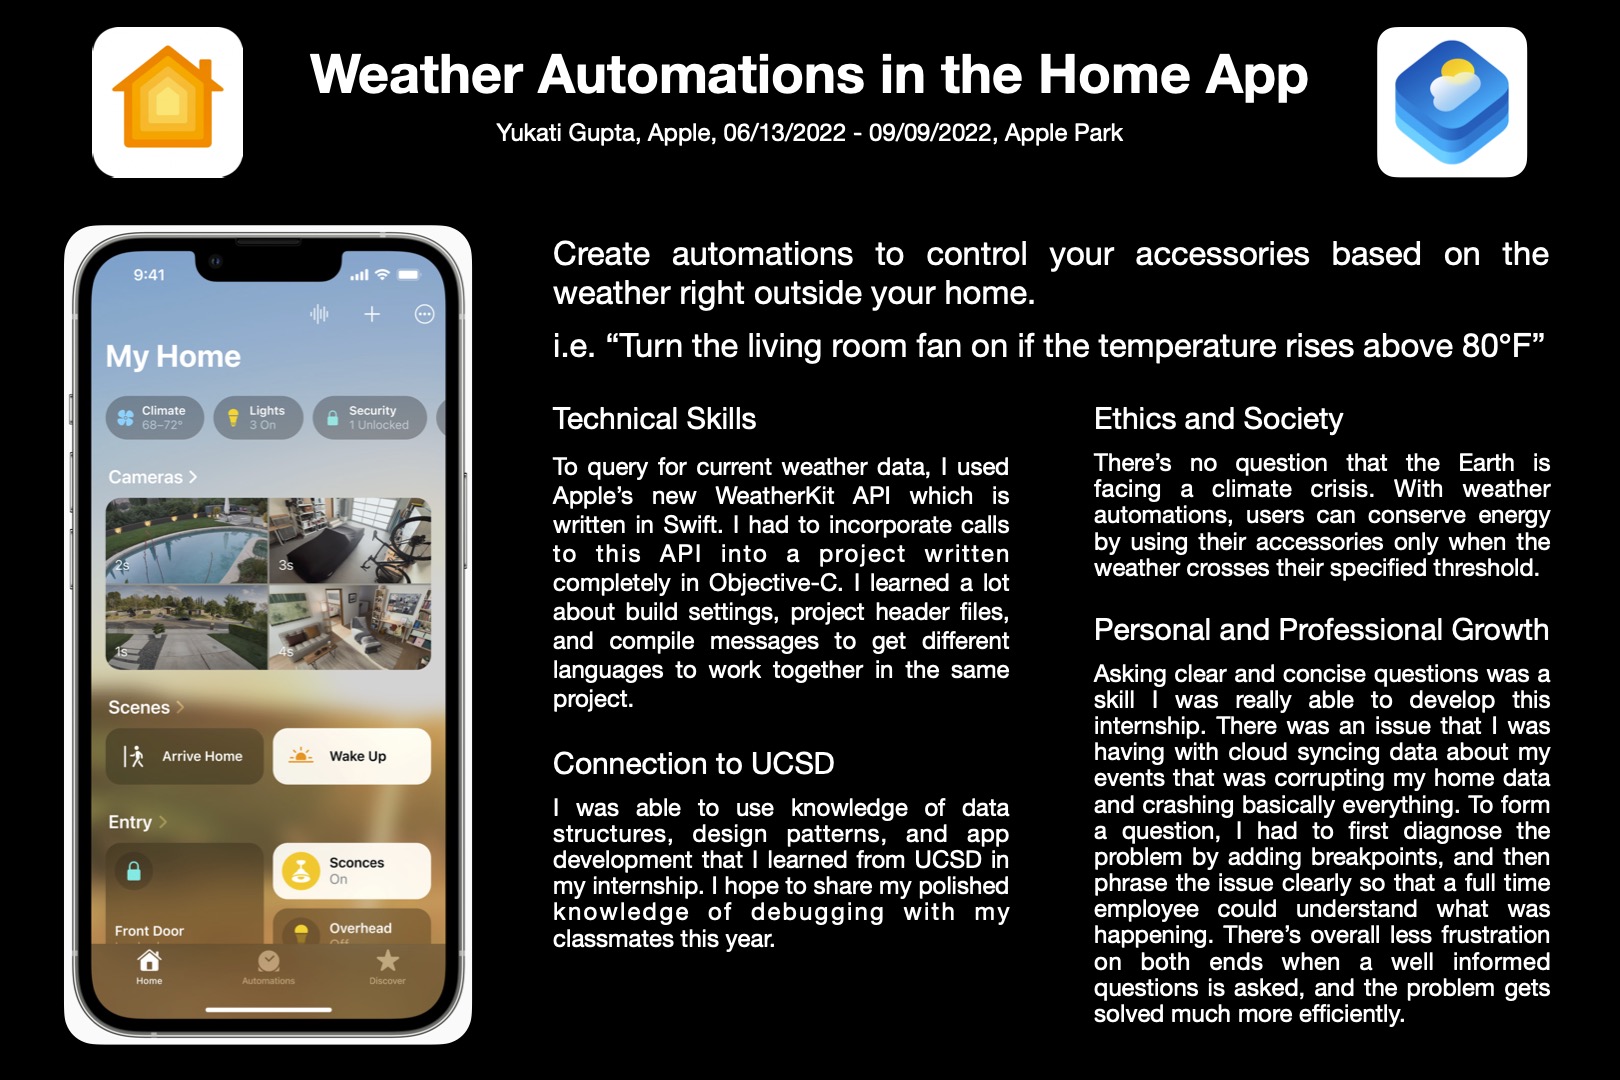 Weather Automations in the Home App
Yukati Gupta, Apple, 06/13/2022 - 09/09/2022, Apple Park
9:41
My Home
Climate
68–72°
Lights
3 On
Security
1 Unlocked
Cameras >
2s
3s
1s
4s
Scenes >
Arrive Home
Wake Up
Entry >
Sconces
On
Front Door
Overhead
Off
Home
Automations
Discover
Create automations to control your accessories based on the
weather right outside your home.
i.e. “Turn the living room fan on if the temperature rises above 80°F”
Technical Skills
To query for current weather data, I used
Apple’s new WeatherKit API which is
written in Swift. I had to incorporate calls
to this API into a project written
completely in Objective-C. I learned a lot
about build settings, project header files,
and compile messages to get different
languages to work together in the same
project.
Connection to UCSD
I was able to use knowledge of data
structures, design patterns, and app
development that I learned from UCSD in
my internship. I hope to share my polished
knowledge of debugging with my
classmates this year.
Ethics and Society
There’s no question that the Earth is
facing a climate crisis. With weather
automations, users can conserve energy
by using their accessories only when the
weather crosses their specified threshold.
Personal and Professional Growth
Asking clear and concise questions was a
skill I was really able to develop this
internship. There was an issue that I was
having with cloud syncing data about my
events that was corrupting my home data
and crashing basically everything. To form
a question, I had to first diagnose the
problem by adding breakpoints, and then
phrase the issue clearly so that a full time
employee could understand what was
happening. There’s overall less frustration
on both ends when a well informed
questions is asked, and the problem gets
solved much more efficiently.